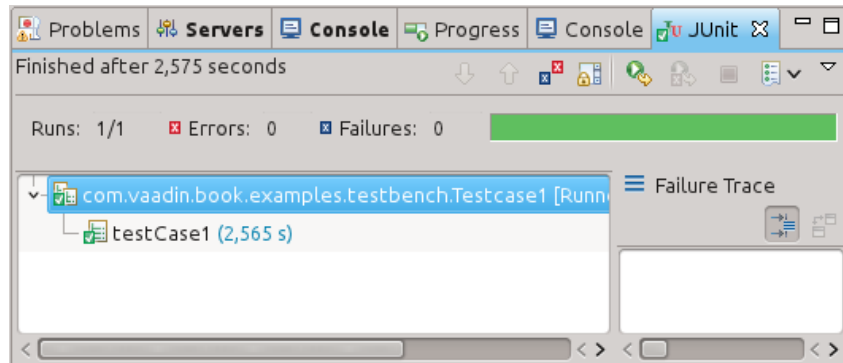 Problems Servers Console Progress Console JUnit
Finished after 2,575 seconds
Runs: 1/1 Errors: 0 Failures: 0
com.vaadin.book.examples.testbench.Testcase1 [Runn
Failure Trace
testCase1 (2,565 s)